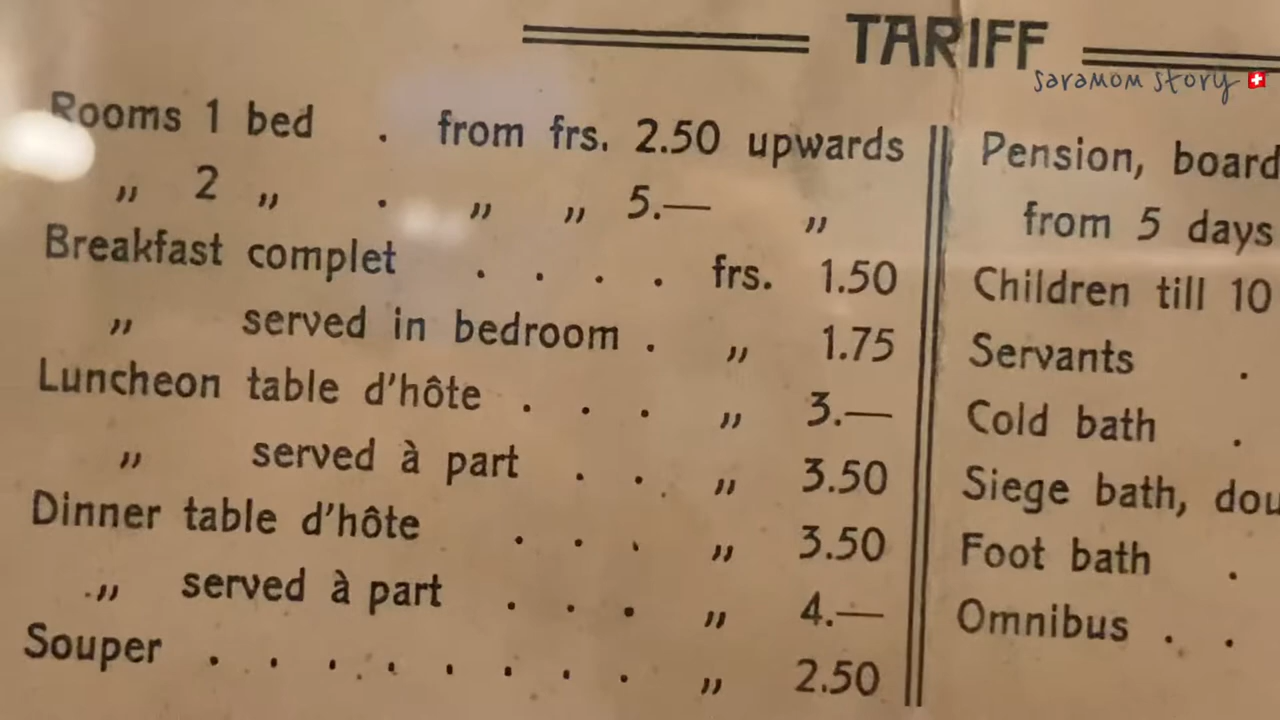 TARIFF
saramom story
Rooms 1 bed . from frs. 2.50 upwards
„ 2 „ . „ „ 5.— „
Breakfast complet . . . . frs. 1.50
„ served in bedroom . „ 1.75
Luncheon table d'hôte . . . „ 3.—
„ served à part . . . „ 3.50
Dinner table d'hôte . . . „ 3.50
„ served à part . . . „ 4.—
Souper . . . . . . . . „ 2.50
Pension, board
from 5 days
Children till 10
Servants .
Cold bath .
Siege bath, dou
Foot bath .
Omnibus . .